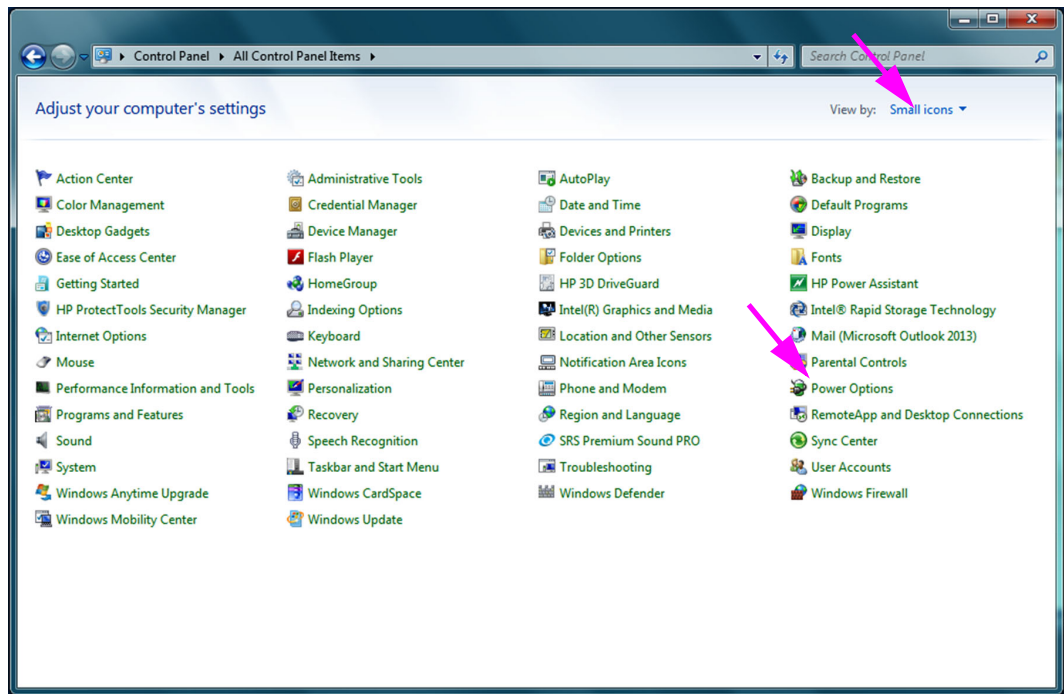 Control Panel All Control Panel Items Search Control Panel
Adjust your computer's settings View by: Small icons
Action Center Administrative Tools AutoPlay Backup and Restore
Color Management Credential Manager Date and Time Default Programs
Desktop Gadgets Device Manager Devices and Printers Display
Ease of Access Center Flash Player Folder Options Fonts
Getting Started HomeGroup HP 3D DriveGuard HP Power Assistant
HP ProtectTools Security Manager Indexing Options Intel(R) Graphics and Media Intel® Rapid Storage Technology
Internet Options Keyboard Location and Other Sensors Mail (Microsoft Outlook 2013)
Mouse Network and Sharing Center Notification Area Icons Parental Controls
Performance Information and Tools Personalization Phone and Modem Power Options
Programs and Features Recovery Region and Language RemoteApp and Desktop Connections
Sound Speech Recognition SRS Premium Sound PRO Sync Center
System Taskbar and Start Menu Troubleshooting User Accounts
Windows Anytime Upgrade Windows CardSpace Windows Defender Windows Firewall
Windows Mobility Center Windows Update